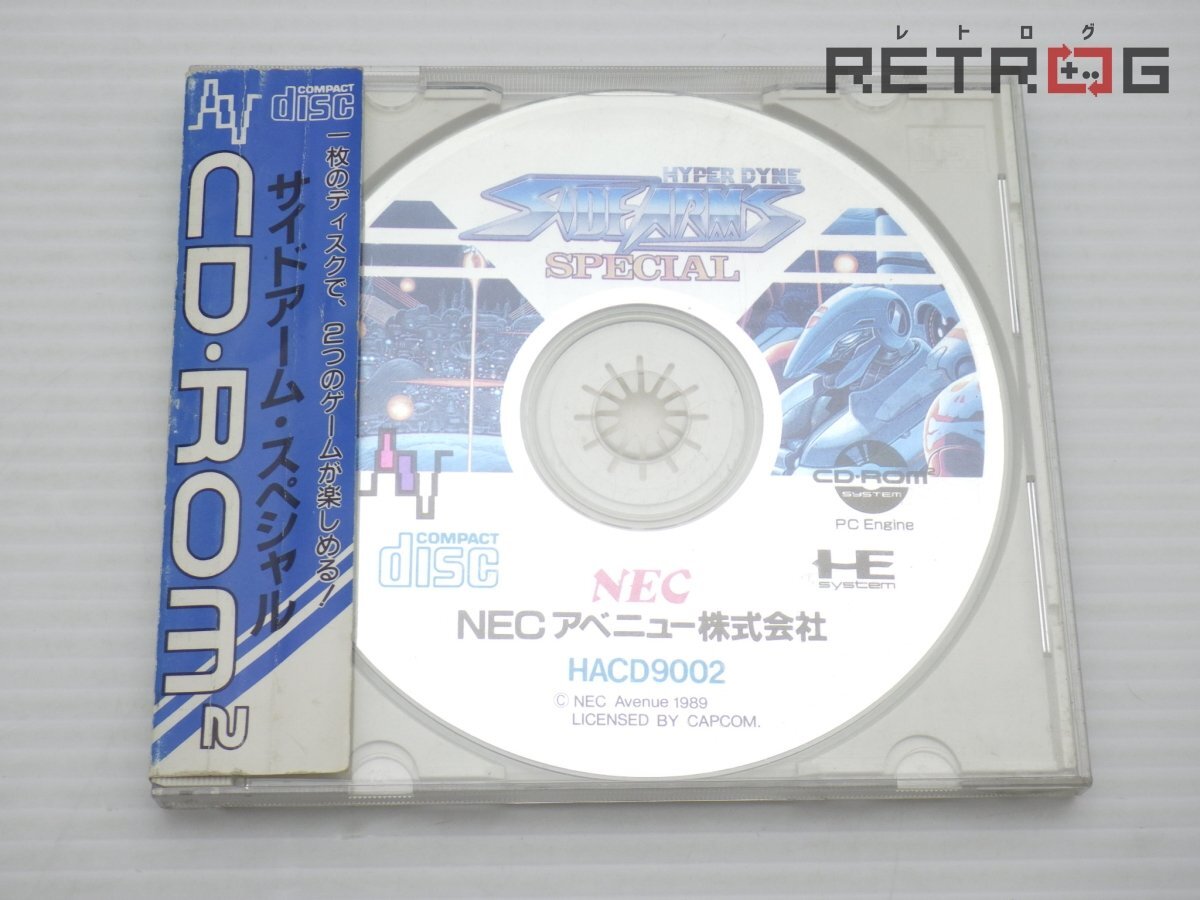 レトログ
RETROG
COMPACT
disc
一枚のディスクで、2つのゲームが楽しめる!
サイドアーム・スペシャル
CD・ROM2
HYPER DYNE
SIDE ARMS
SPECIAL
CD・ROM2
SYSTEM
PC Engine
COMPACT
disc
HE
system
NEC
NECアベニュー株式会社
HACD9002
© NEC Avenue 1989
LICENSED BY CAPCOM.